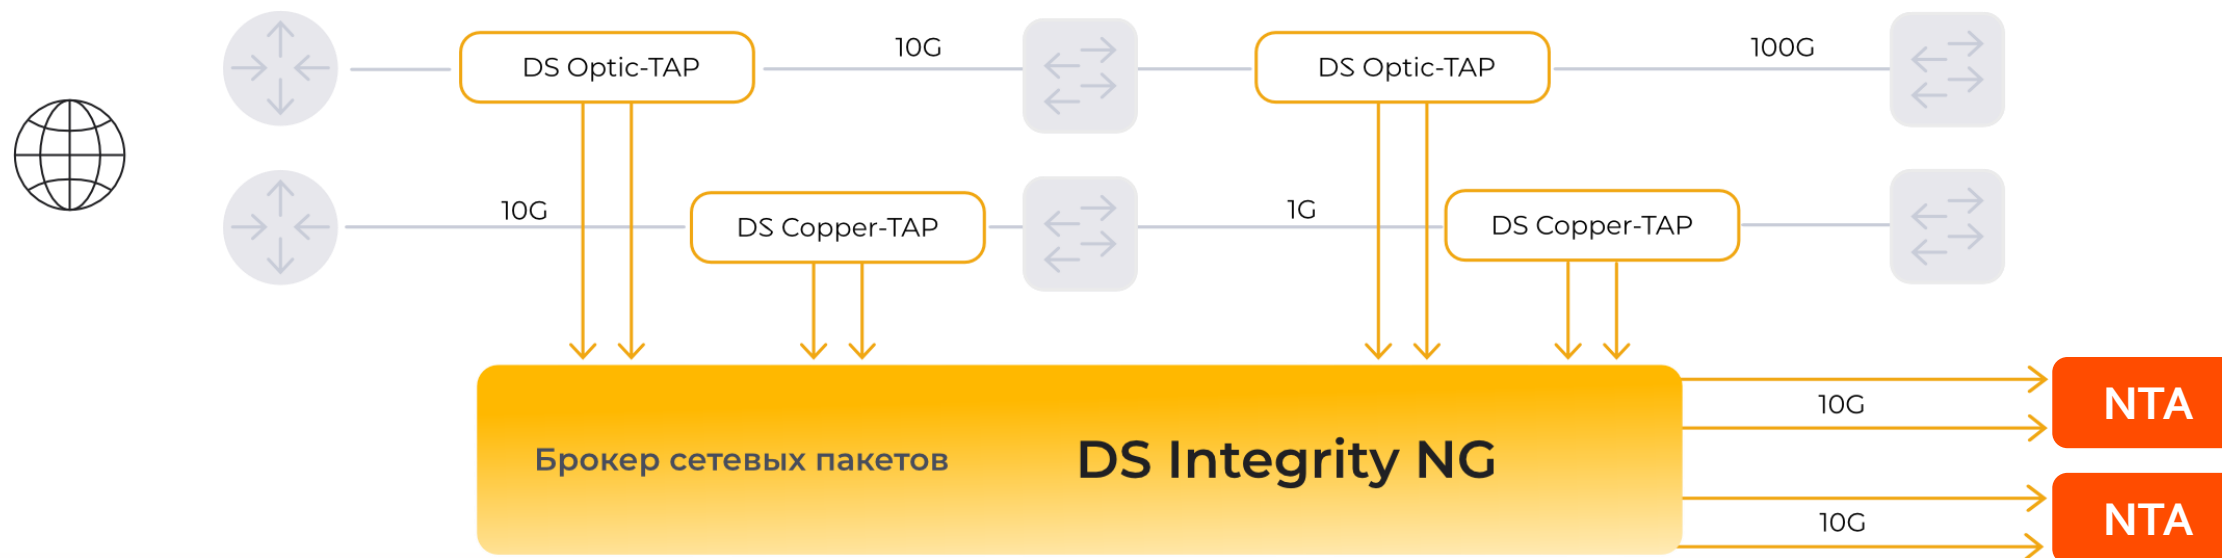 DS Optic-TAP
10G
DS Optic-TAP
100G
10G
DS Copper-TAP
1G
DS Copper-TAP
Брокер сетевых пакетов
DS Integrity NG
10G
NTA
10G
NTA